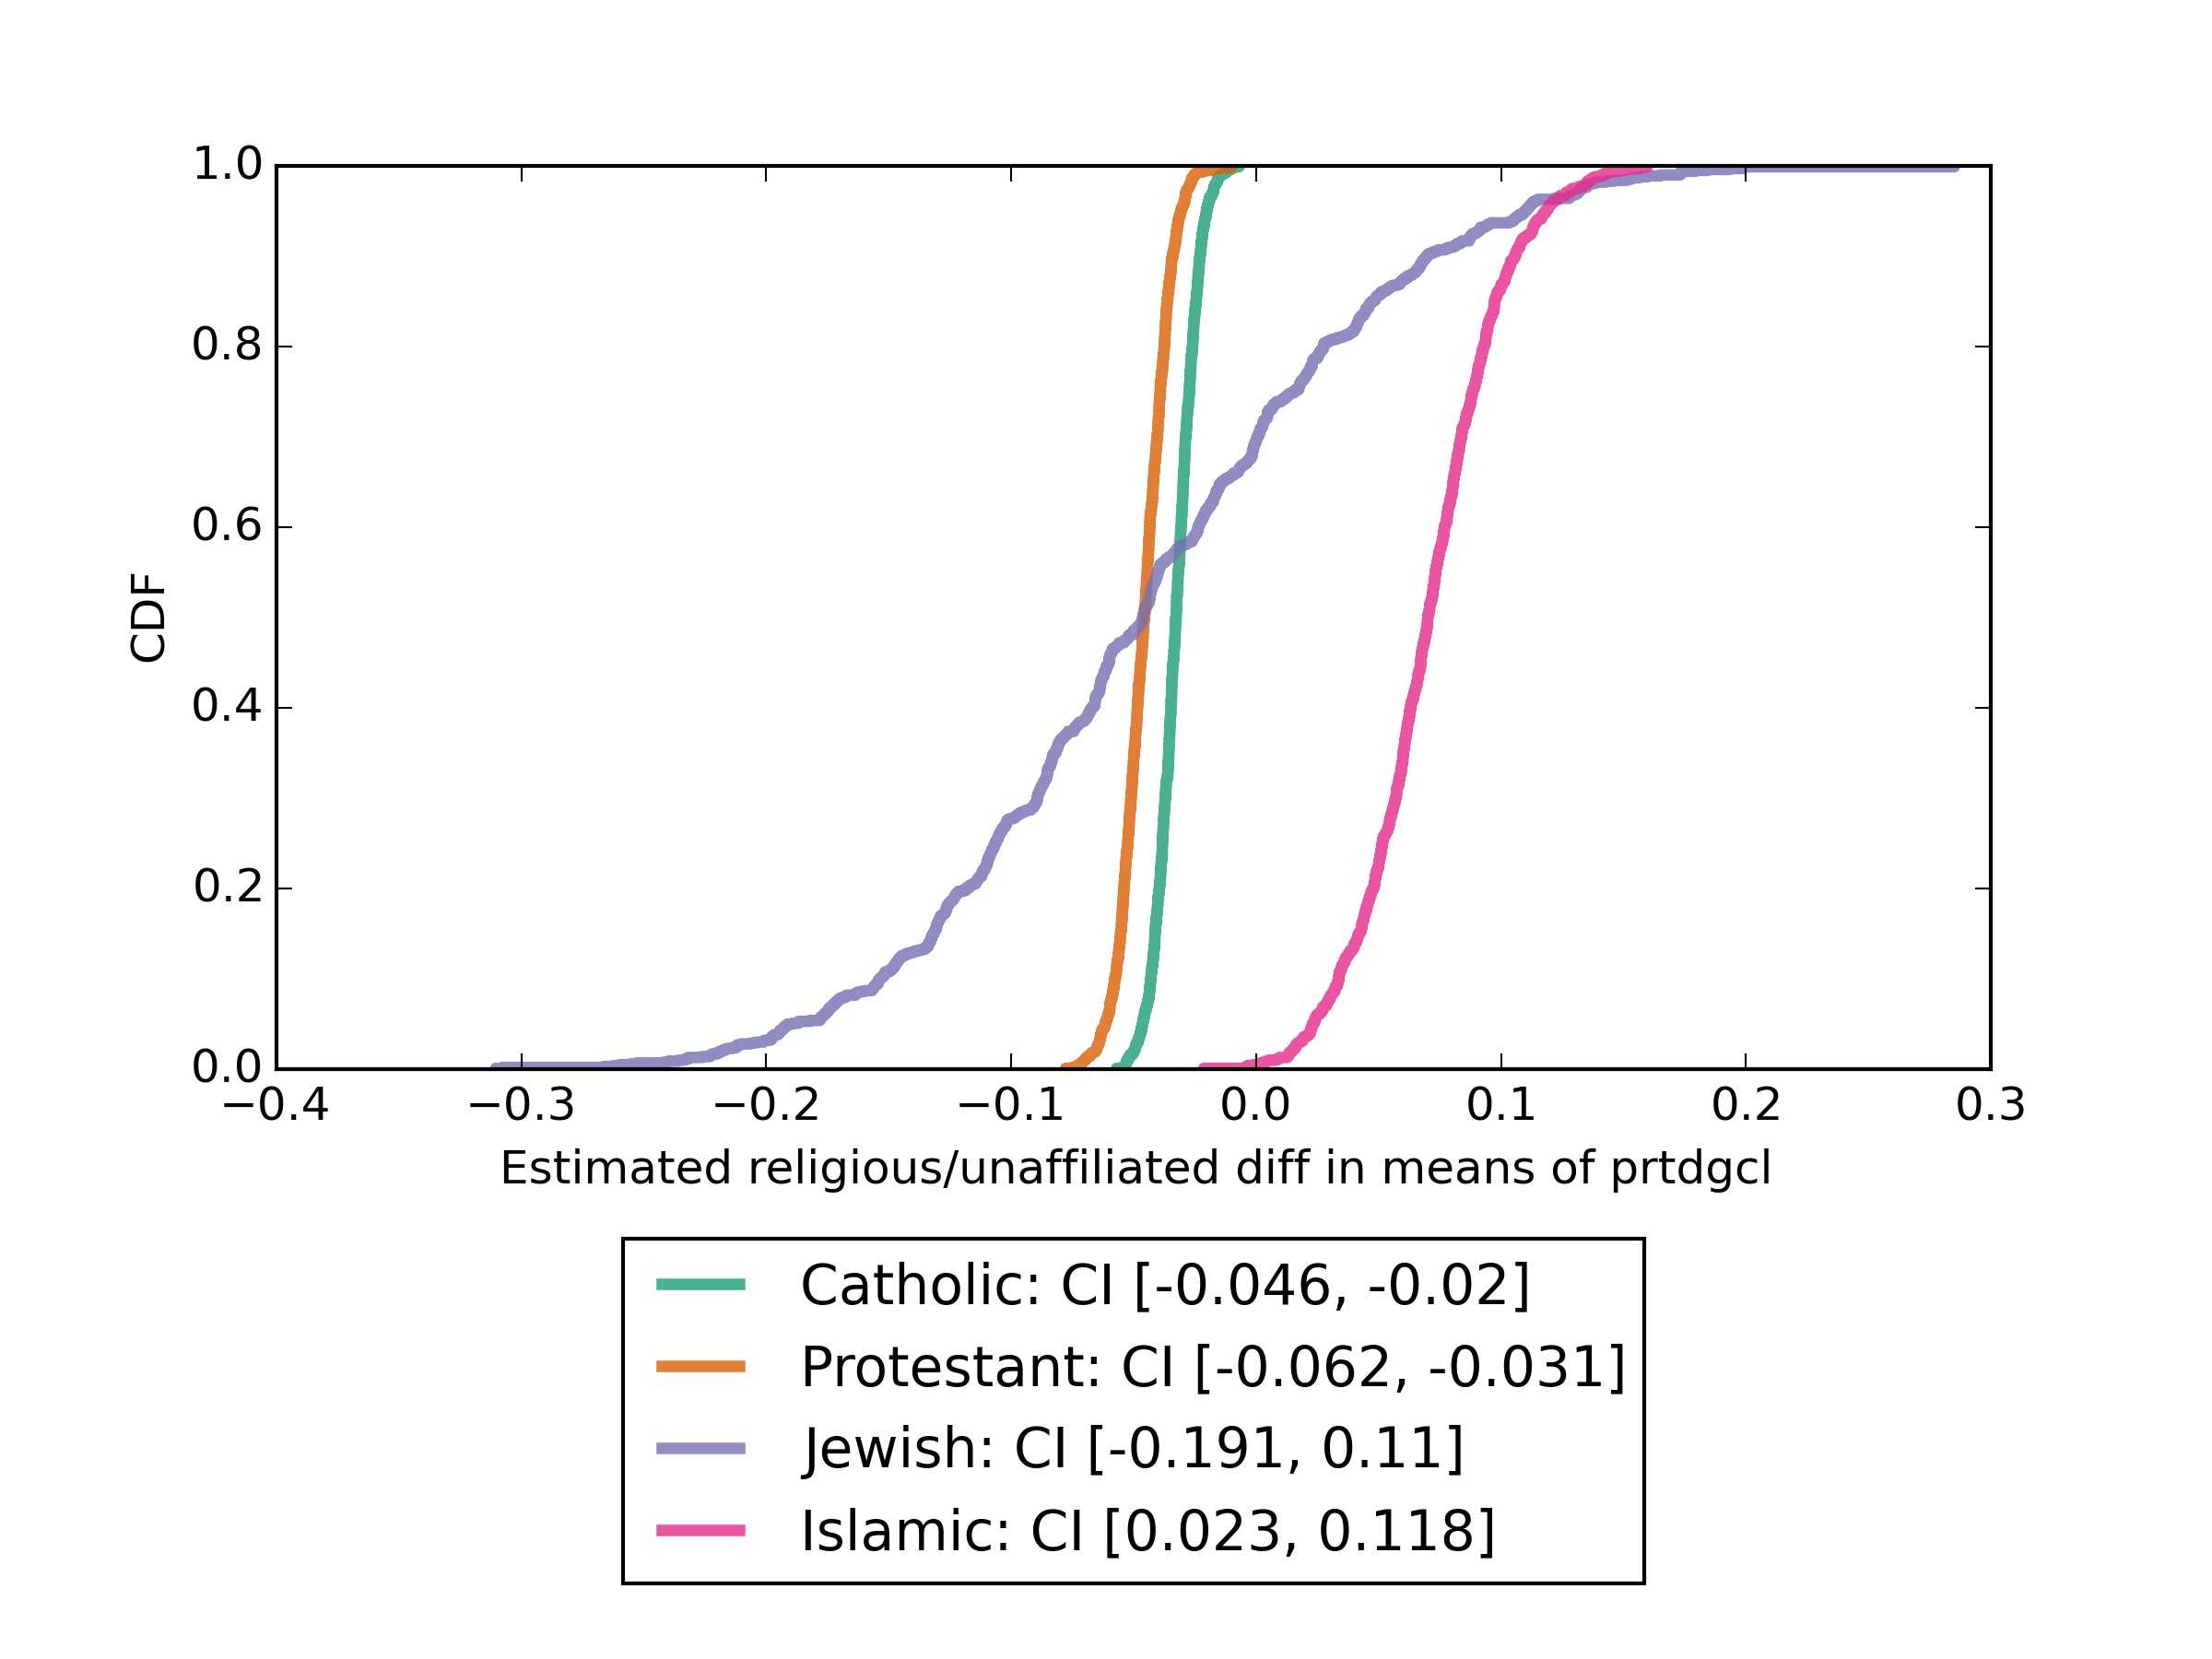 1.0
0.8
0.6
0.4
0.2
0.0
CDF
−0.4 −0.3 −0.2 −0.1 0.0 0.1 0.2 0.3
Estimated religious/unaffiliated diff in means of prtdgcl
Catholic: CI [-0.046, -0.02]
Protestant: CI [-0.062, -0.031]
Jewish: CI [-0.191, 0.11]
Islamic: CI [0.023, 0.118]